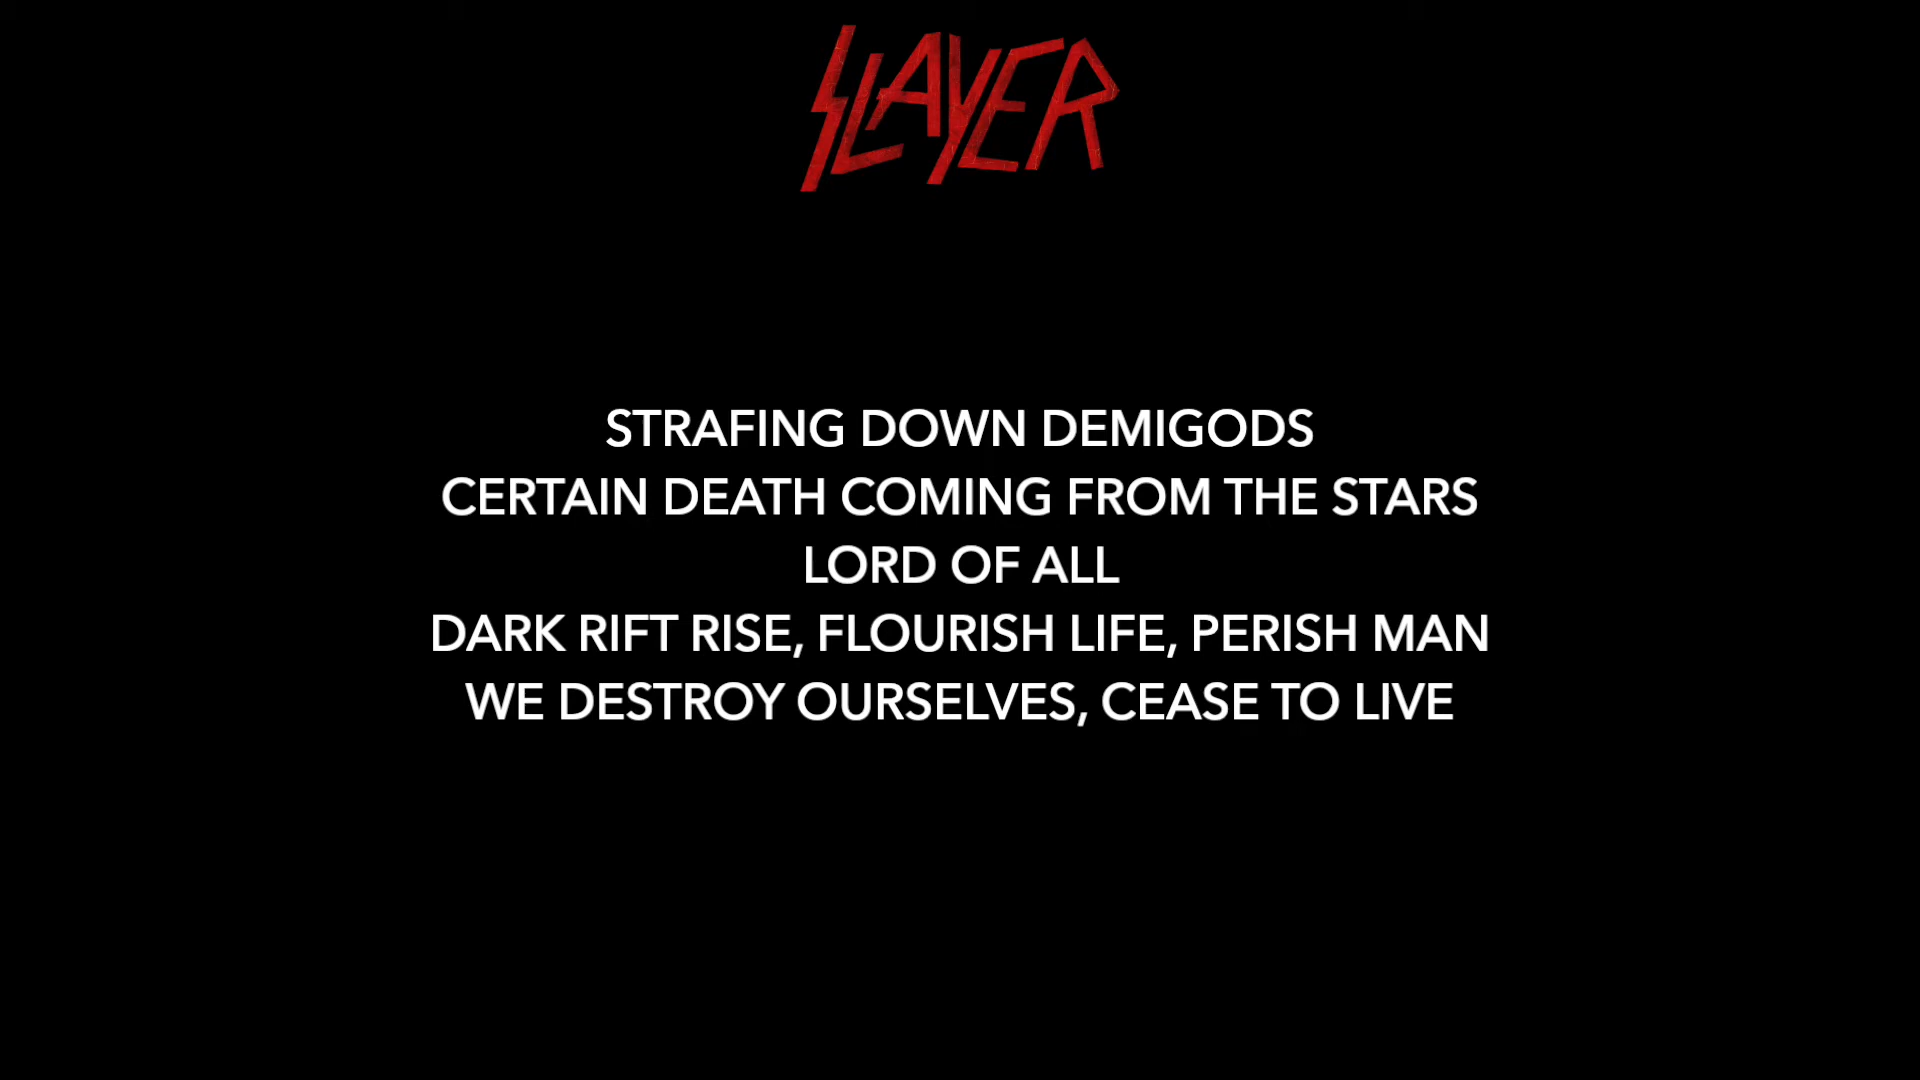 SLAYER
STRAFING DOWN DEMIGODS
CERTAIN DEATH COMING FROM THE STARS
LORD OF ALL
DARK RIFT RISE, FLOURISH LIFE, PERISH MAN
WE DESTROY OURSELVES, CEASE TO LIVE